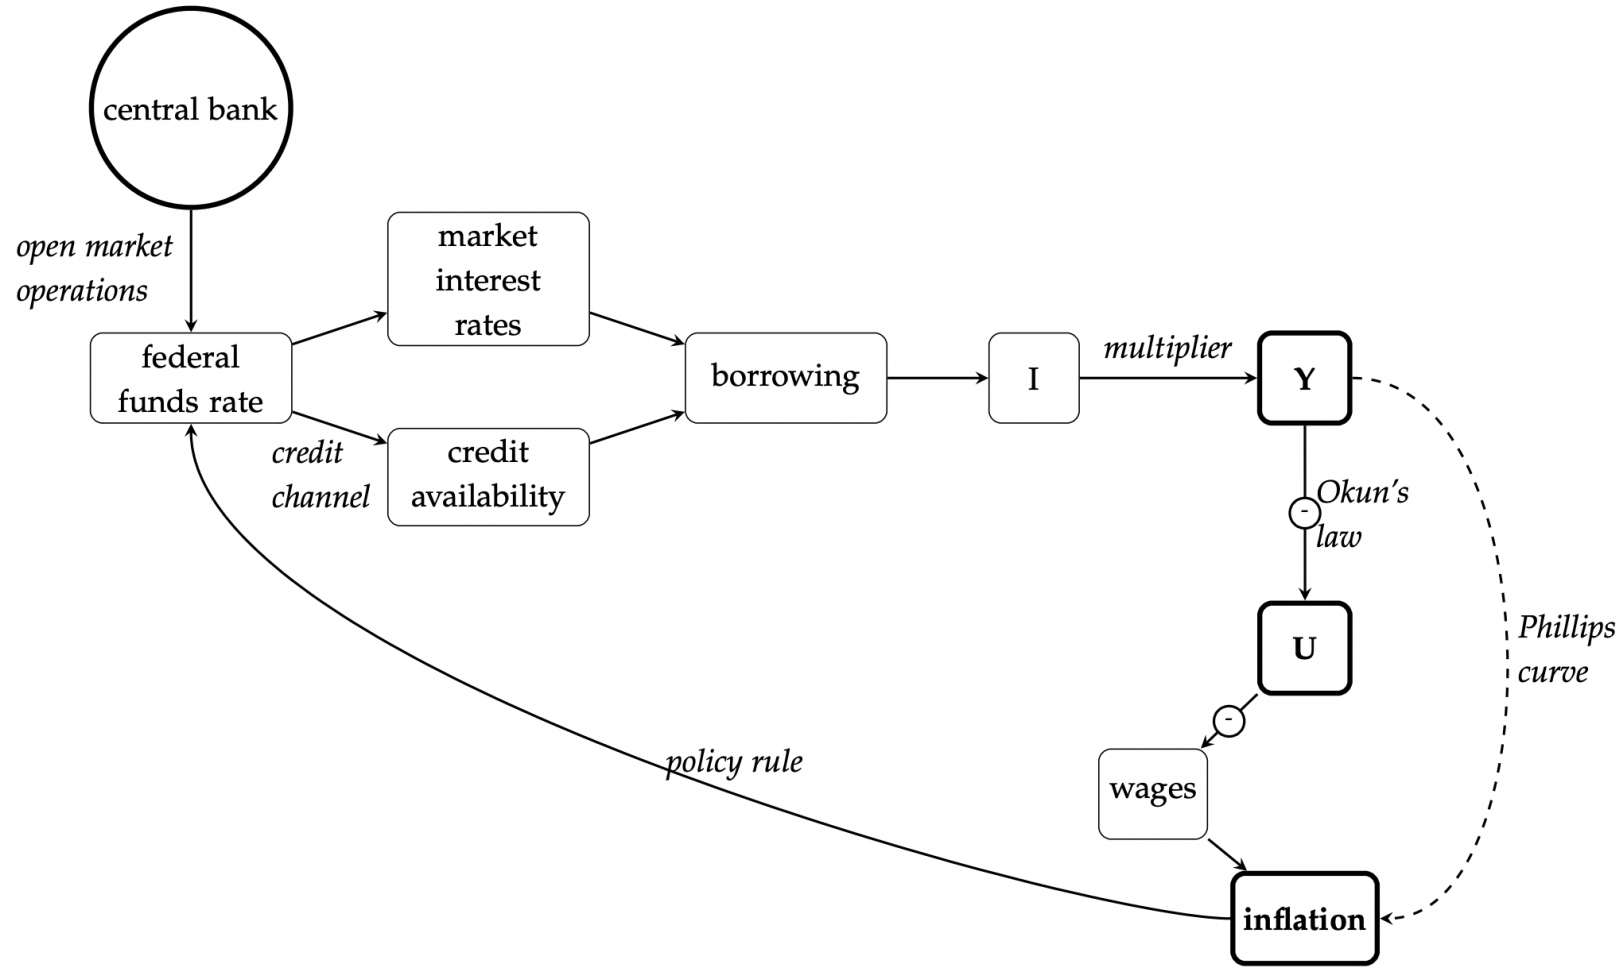 central bank
open market
operations
market
interest
rates
federal
funds rate
credit
channel
credit
availability
borrowing
I
multiplier
Y
-
Okun's
law
U
Phillips
curve
-
wages
policy rule
inflation